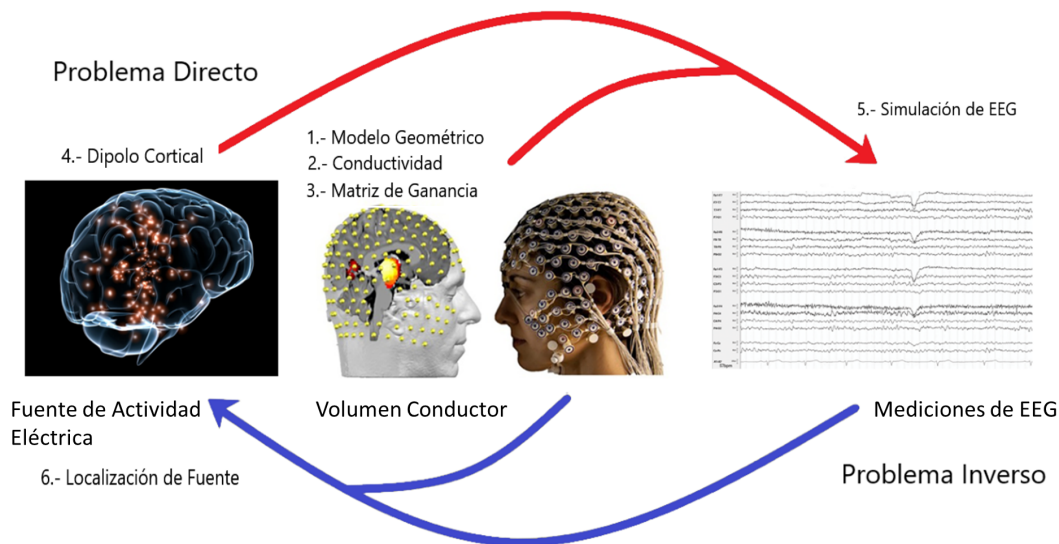 Problema Directo
5.- Simulación de EEG
4.- Dipolo Cortical
1.- Modelo Geométrico
2.- Conductividad
3.- Matriz de Ganancia
Fuente de Actividad
Eléctrica
Volumen Conductor
Mediciones de EEG
6.- Localización de Fuente
Problema Inverso